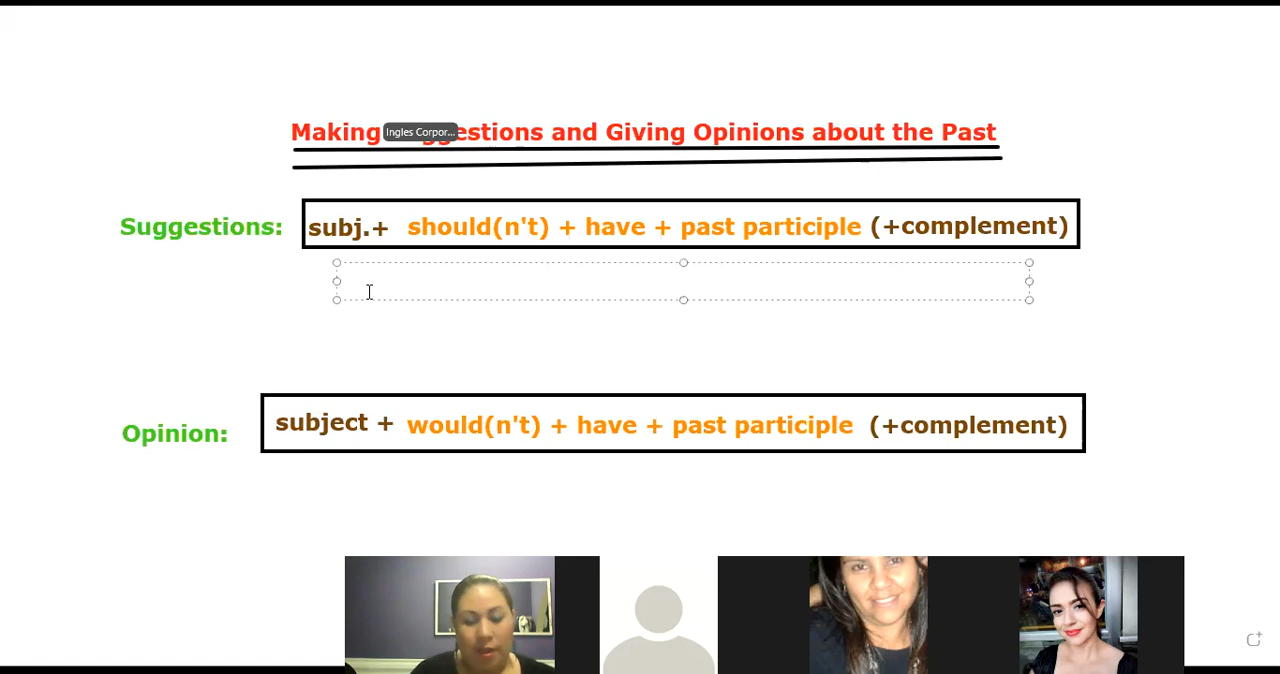 Making Ingles Corpor... estions and Giving Opinions about the Past
Suggestions: subj.+ should(n't) + have + past participle (+complement)
Opinion: subject + would(n't) + have + past participle (+complement)